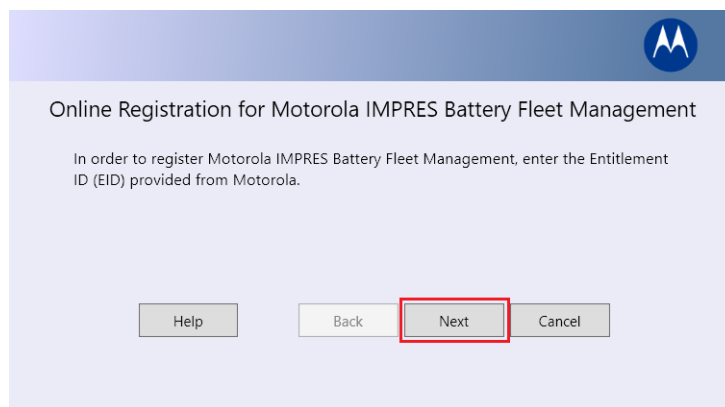 Online Registration for Motorola IMPRES Battery Fleet Management
In order to register Motorola IMPRES Battery Fleet Management, enter the Entitlement
ID (EID) provided from Motorola.
Help Back Next Cancel